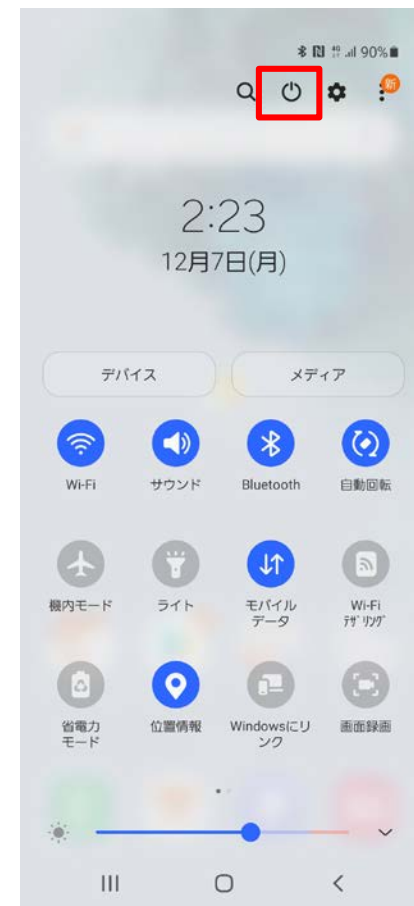 90%
新
2:23
12月7日(月)
デバイス
メディア
Wi-Fi
サウンド
Bluetooth
自動回転
機内モード
ライト
モバイル
データ
Wi-Fi
ﾃｻﾞﾘﾝｸﾞ
省電力
モード
位置情報
Windowsにリ
ンク
画面録画